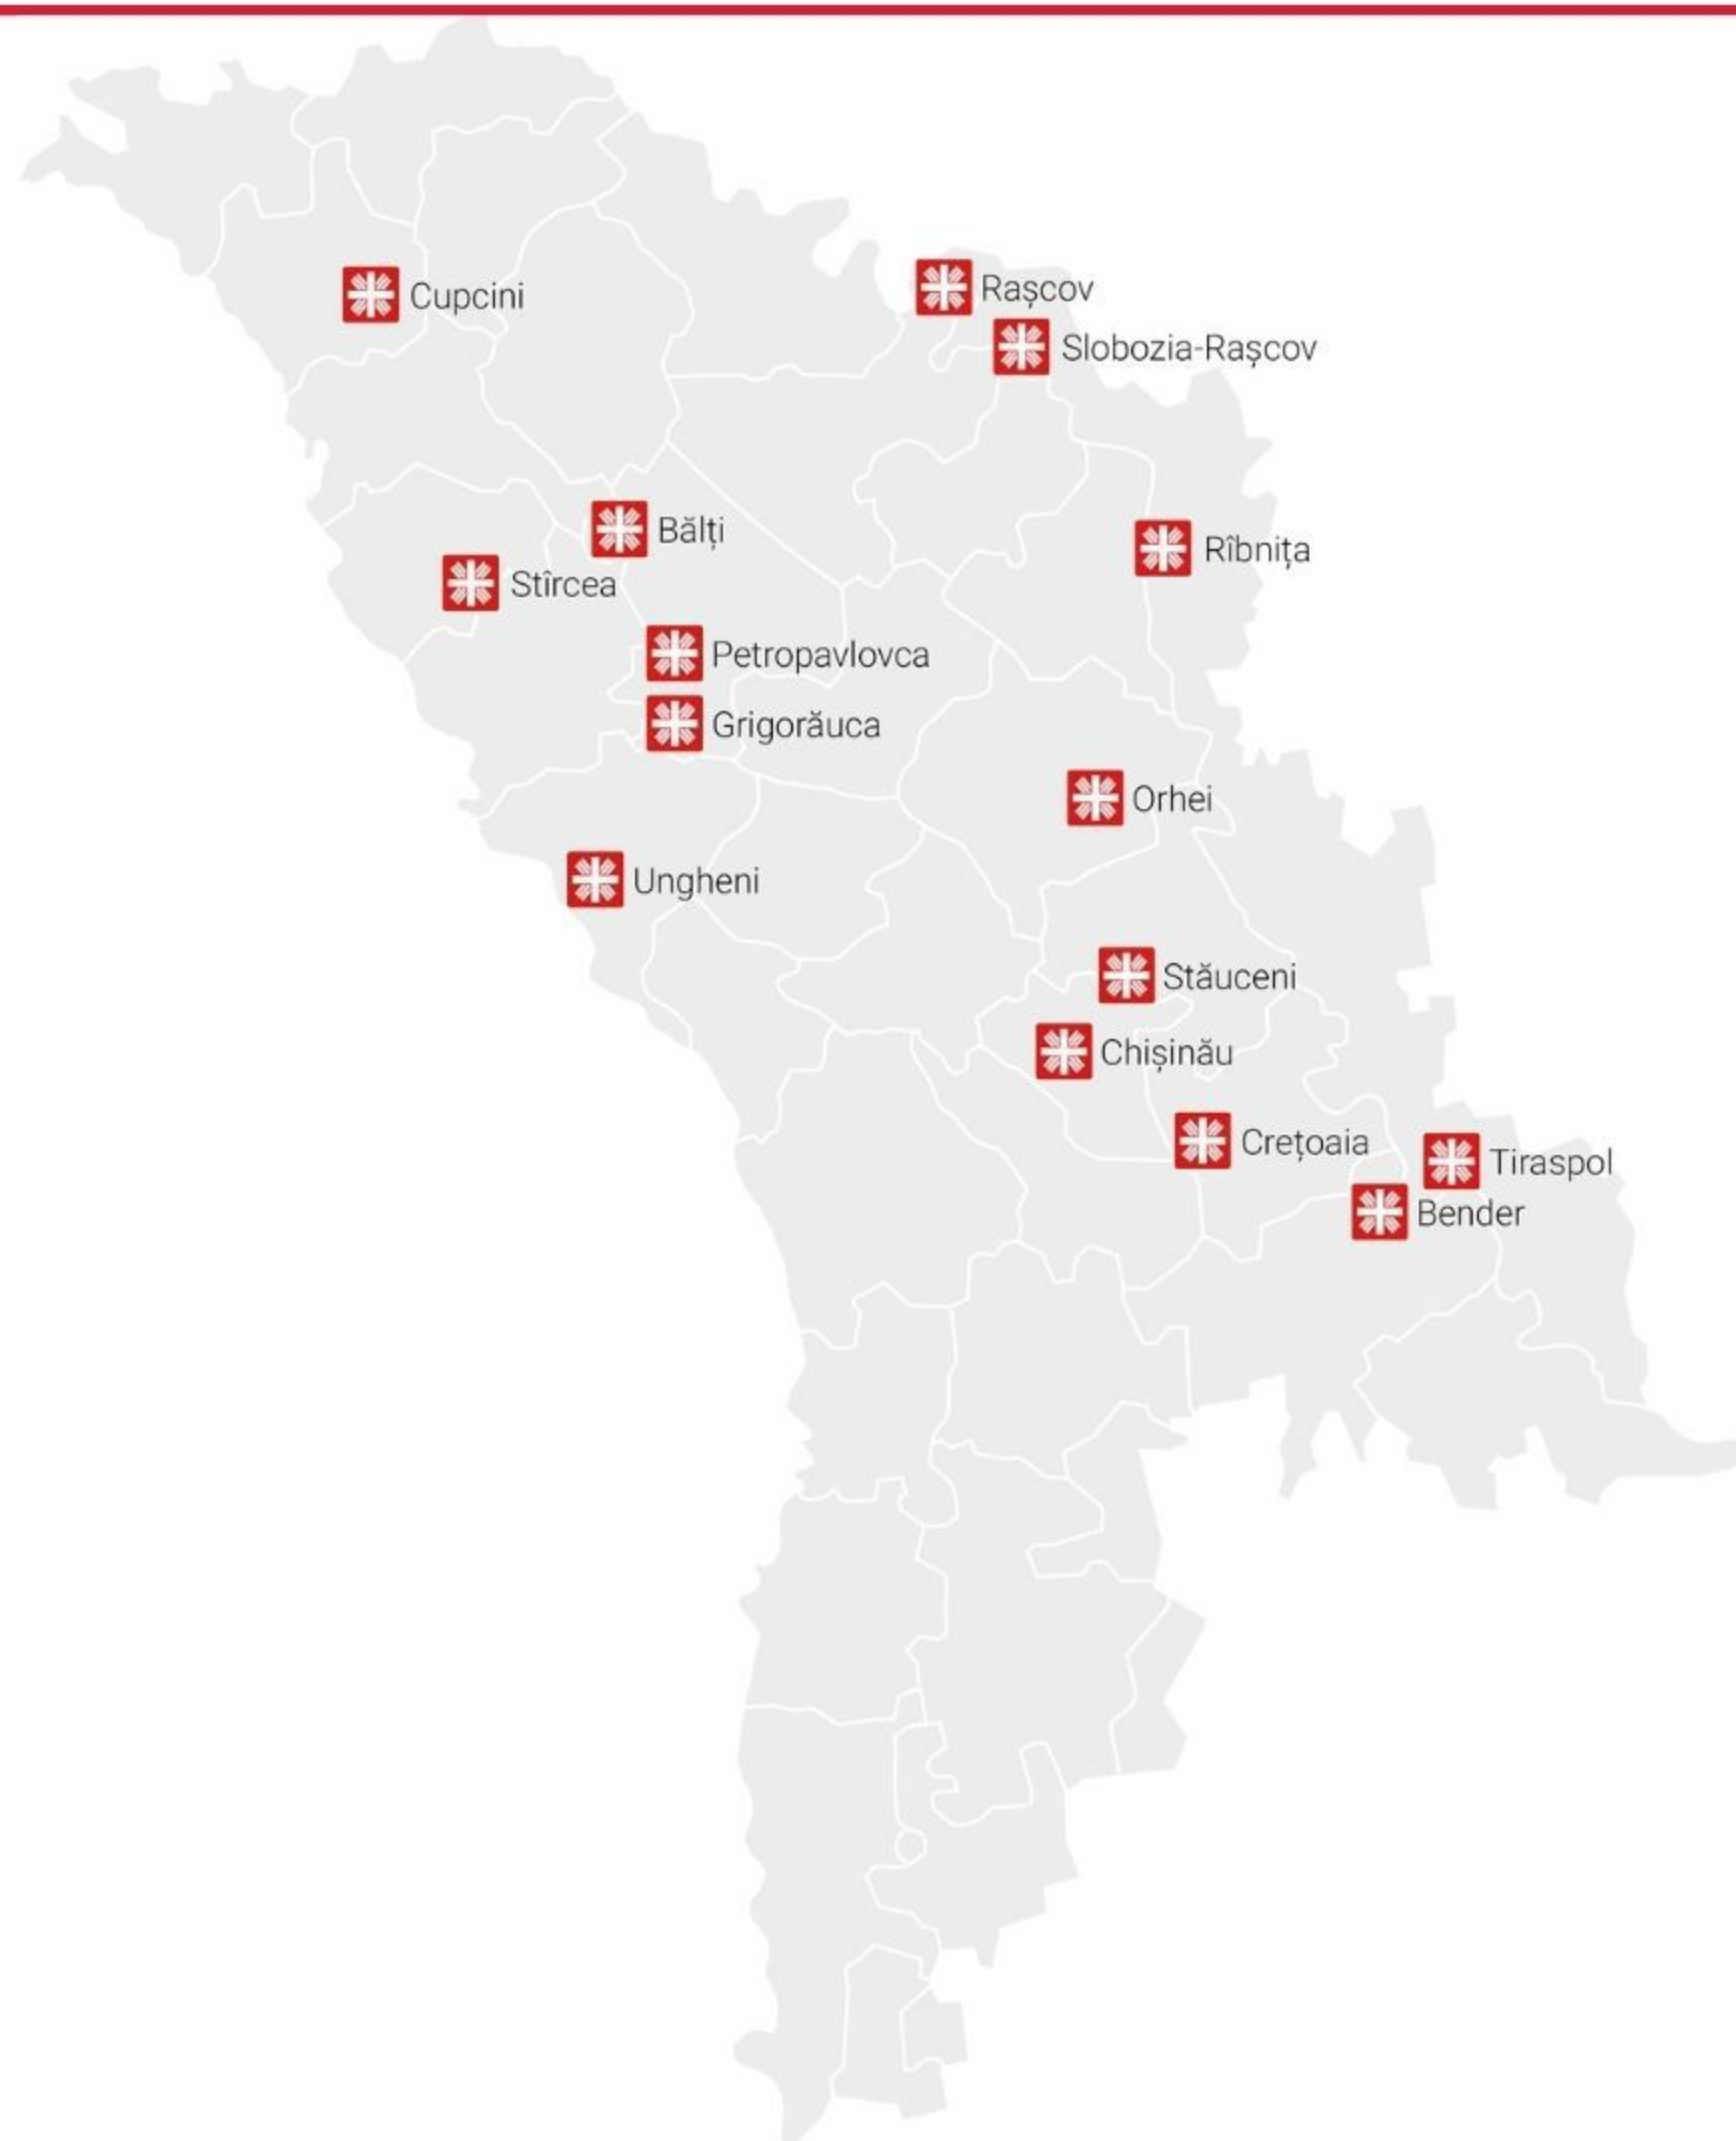 Rașcov
Cupcini
Slobozia-Rașcov
Bălți
Rîbnița
Stîrcea
Petropavlovca
Grigorăuca
Orhei
Ungheni
Stăuceni
Chișinău
Crețoaia
Tiraspol
Bender